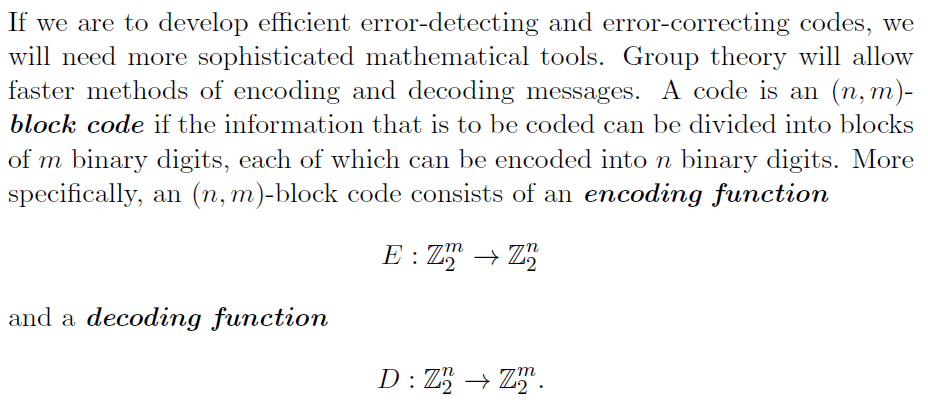 If we are to develop efficient error-detecting and error-correcting codes, we
will need more sophisticated mathematical tools. Group theory will allow
faster methods of encoding and decoding messages. A code is an (n, m)-
block code if the information that is to be coded can be divided into blocks
of m binary digits, each of which can be encoded into n binary digits. More
specifically, an (n, m)-block code consists of an encoding function
E : ℤ₂ᵐ → ℤ₂ⁿ
and a decoding function
D : ℤ₂ⁿ → ℤ₂ᵐ.